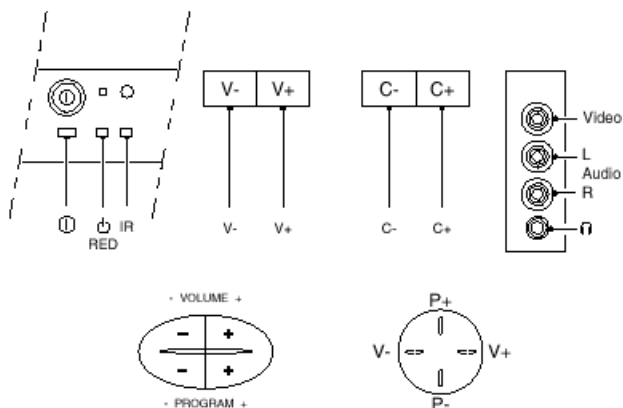 V- V+ C- C+
Video
L
Audio
R
IR V- V+ C- C+
RED
- VOLUME +
- +
- +
- PROGRAM +
P+
V- V+
P-